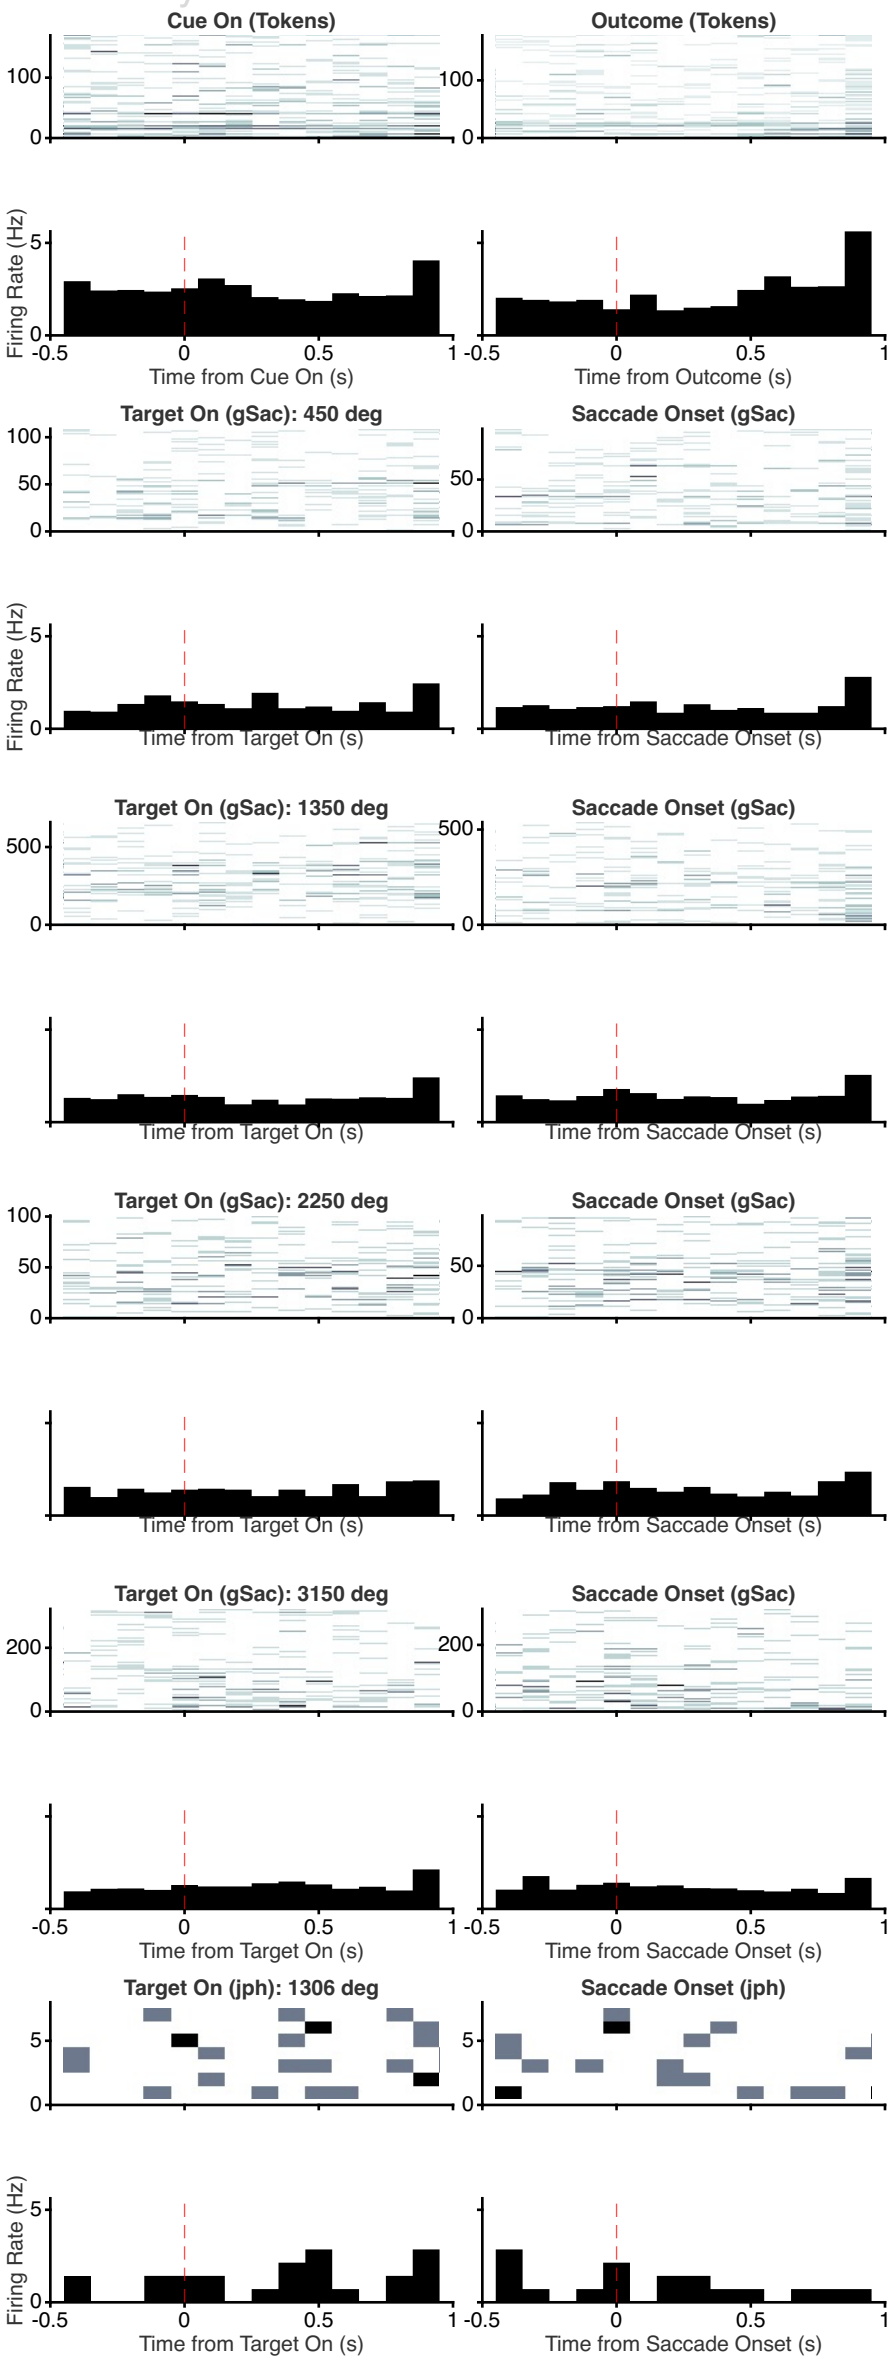 Cue On (Tokens) Outcome (Tokens)
100 100
0 0
Firing Rate (Hz)
5
0
-0.5 0 0.5 1 -0.5 0 0.5 1
Time from Cue On (s) Time from Outcome (s)
Target On (gSac): 450 deg Saccade Onset (gSac)
100
50 50
0 0
Firing Rate (Hz)
5
0
Time from Target On (s) Time from Saccade Onset (s)
Target On (gSac): 1350 deg Saccade Onset (gSac)
500 500
0 0
Time from Target On (s) Time from Saccade Onset (s)
Target On (gSac): 2250 deg Saccade Onset (gSac)
100
50 50
0 0
Time from Target On (s) Time from Saccade Onset (s)
Target On (gSac): 3150 deg Saccade Onset (gSac)
200 200
0 0
-0.5 0 0.5 1 -0.5 0 0.5 1
Time from Target On (s) Time from Saccade Onset (s)
Target On (jph): 1306 deg Saccade Onset (jph)
5 5
0 0
Firing Rate (Hz)
5
0
-0.5 0 0.5 1 -0.5 0 0.5 1
Time from Target On (s) Time from Saccade Onset (s)